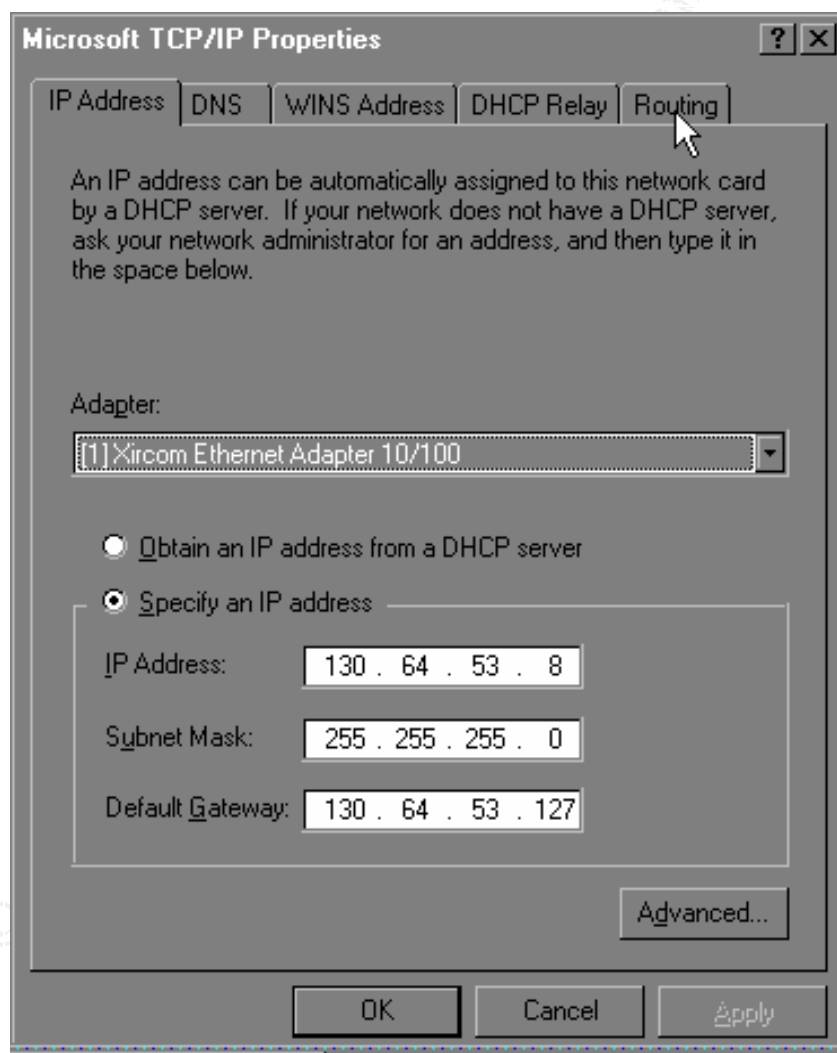 Microsoft TCP/IP Properties
? X
IP Address DNS WINS Address DHCP Relay Routing
An IP address can be automatically assigned to this network card
by a DHCP server. If your network does not have a DHCP server,
ask your network administrator for an address, and then type it in
the space below.
Adapter:
[1] Xircom Ethernet Adapter 10/100
Obtain an IP address from a DHCP server
Specify an IP address
IP Address: 130 . 64 . 53 . 8
Subnet Mask: 255 . 255 . 255 . 0
Default Gateway: 130 . 64 . 53 . 127
Advanced...
OK Cancel Apply